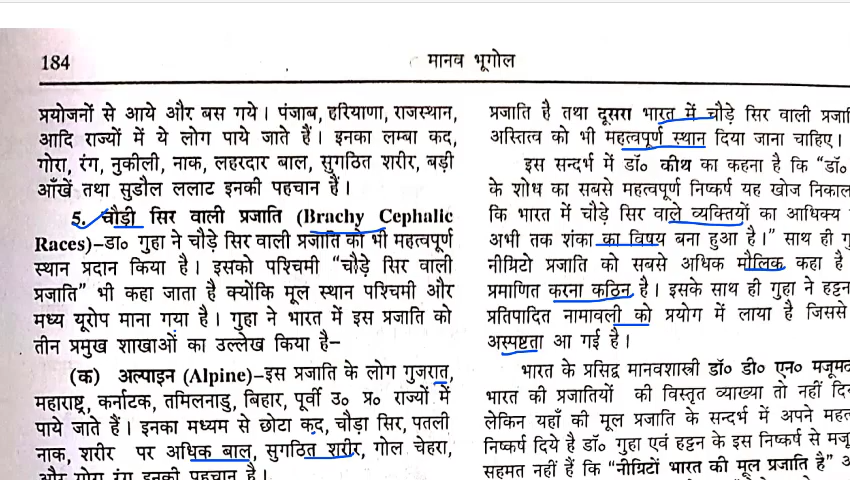 184
मानव भूगोल
प्रयोजनों से आये और बस गये। पंजाब, हरियाणा, राजस्थान,
आदि राज्यों में ये लोग पाये जाते हैं। इनका लम्बा कद,
गोरा, रंग, नुकीली, नाक, लहरदार बाल, सुगठित शरीर, बड़ी
आँखें तथा सुडौल ललाट इनकी पहचान हैं।
5. चौड़ी सिर वाली प्रजाति (Brachy Cephalic
Races)–डा० गुहा ने चौड़े सिर वाली प्रजाति को भी महत्वपूर्ण
स्थान प्रदान किया है। इसको पश्चिमी “चौड़े सिर वाली
प्रजाति” भी कहा जाता है क्योंकि मूल स्थान पश्चिमी और
मध्य यूरोप माना गया है। गुहा ने भारत में इस प्रजाति को
तीन प्रमुख शाखाओं का उल्लेख किया है–
(क) अल्पाइन (Alpine)–इस प्रजाति के लोग गुजरात,
महाराष्ट्र, कर्नाटक, तमिलनाडु, बिहार, पूर्वी उ० प्र० राज्यों में
पाये जाते हैं। इनका मध्यम से छोटा कद, चौड़ा सिर, पतली
नाक, शरीर पर अधिक बाल, सुगठित शरीर, गोल चेहरा,
और गोरा रंग इनकी पहचान है।
प्रजाति है तथा दूसरा भारत में चौड़े सिर वाली
अस्तित्व को भी महत्वपूर्ण स्थान दिया जाना चाहिए।
इस सन्दर्भ में डॉ० कीथ का कहना है कि “डॉ०
के शोध का सबसे महत्वपूर्ण निष्कर्ष यह खोज
कि भारत में चौड़े सिर वाले व्यक्तियों का आधिक्य
अभी तक शंका का विषय बना हुआ है।” साथ ही
नीग्रिटो प्रजाति को सबसे अधिक मौलिक कहा है
प्रमाणित करना कठिन है। इसके साथ ही गुहा ने
प्रतिपादित नामावली को प्रयोग में लाया है जिससे
अस्पष्टता आ गई है।
भारत के प्रसिद्ध मानवशास्त्री डॉ० डी० एन०
भारत की प्रजातियों की विस्तृत व्याख्या तो नहीं
लेकिन यहाँ की मूल प्रजाति के सन्दर्भ में अपने
निष्कर्ष दिये है डॉ० गुहा एवं हट्टन के इस निष्कर्ष से
सहमत नहीं हैं कि “नीग्रिटों भारत की मूल प्रजाति है”